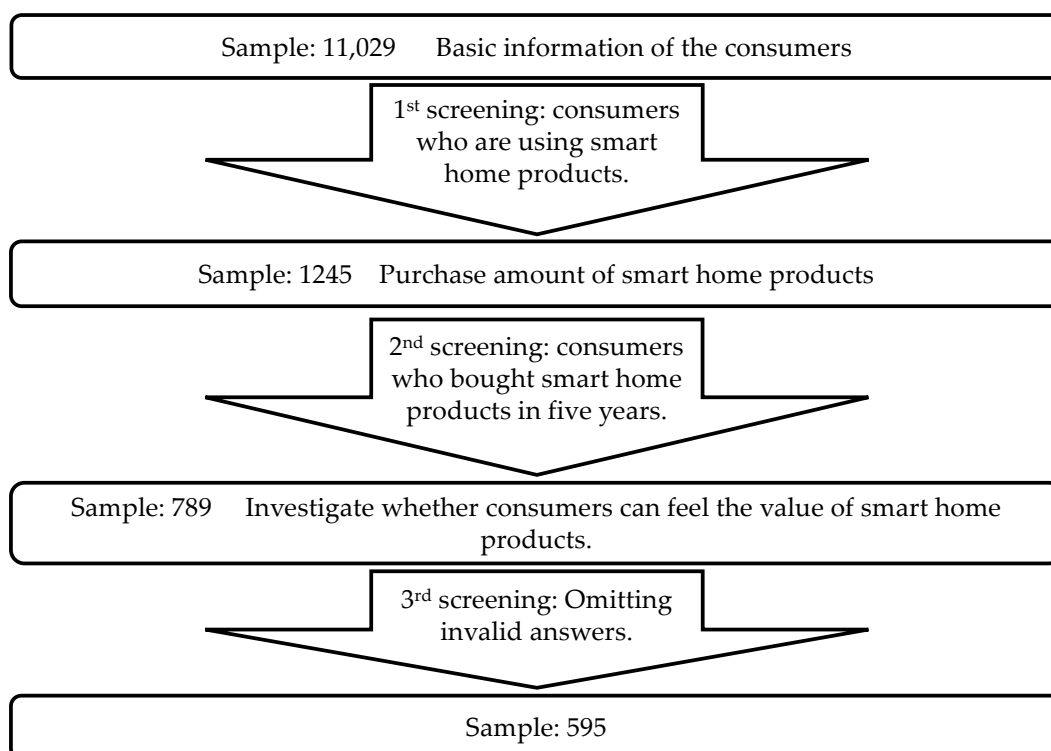 Sample: 11,029 Basic information of the consumers
1st screening: consumers
who are using smart
home products.
Sample: 1245 Purchase amount of smart home products
2nd screening: consumers
who bought smart home
products in five years.
Sample: 789 Investigate whether consumers can feel the value of smart home
products.
3rd screening: Omitting
invalid answers.
Sample: 595